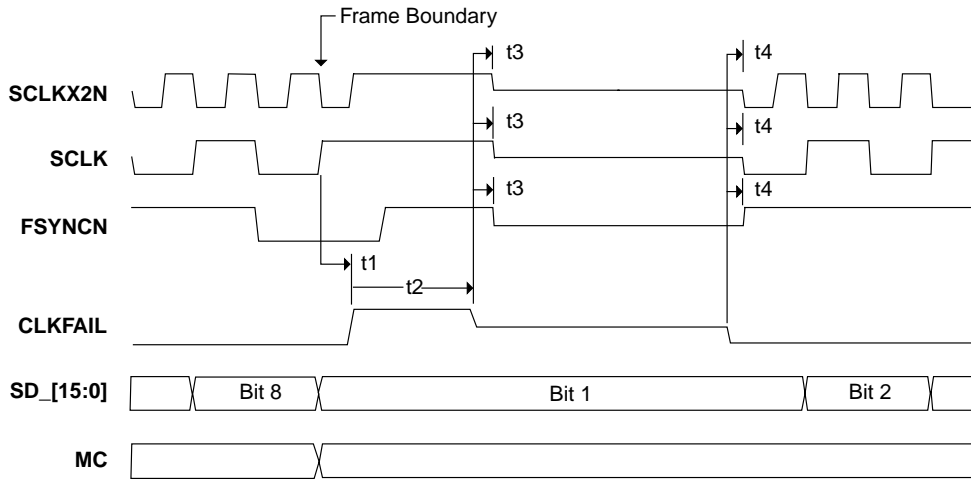 Frame Boundary
t3 t4
SCLKX2N
t3 t4
SCLK
t3 t4
FSYNCN
t1
t2
CLKFAIL
SD_[15:0] Bit 8 Bit 1 Bit 2
MC